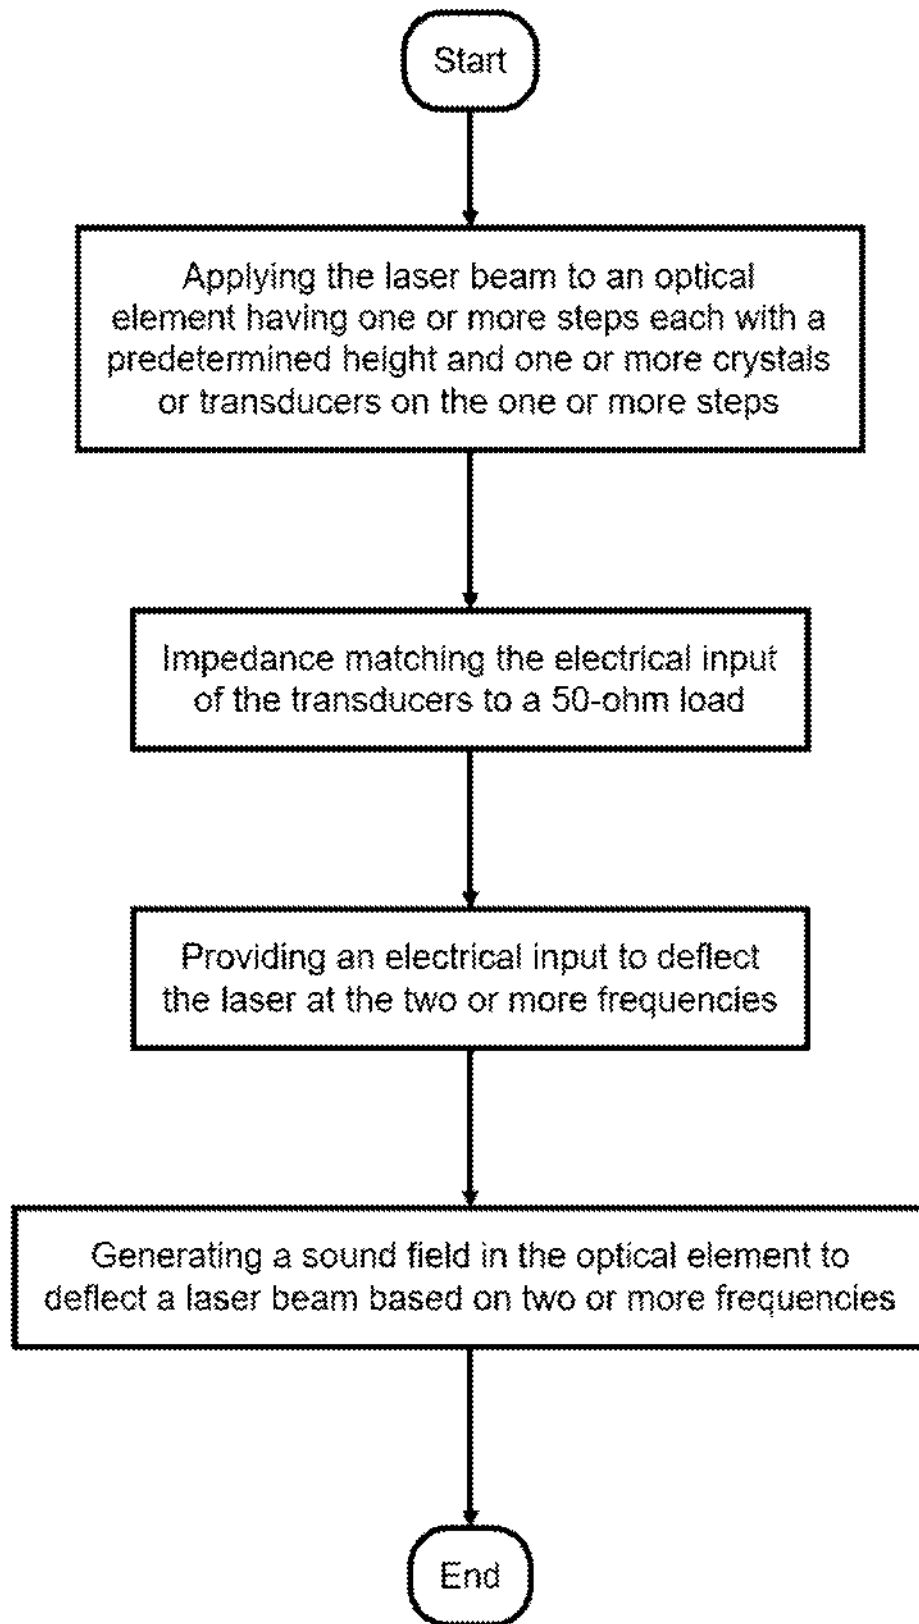 Start
Applying the laser beam to an optical
element having one or more steps each with a
predetermined height and one or more crystals
or transducers on the one or more steps
Impedance matching the electrical input
of the transducers to a 50-ohm load
Providing an electrical input to deflect
the laser at the two or more frequencies
Generating a sound field in the optical element to
deflect a laser beam based on two or more frequencies
End